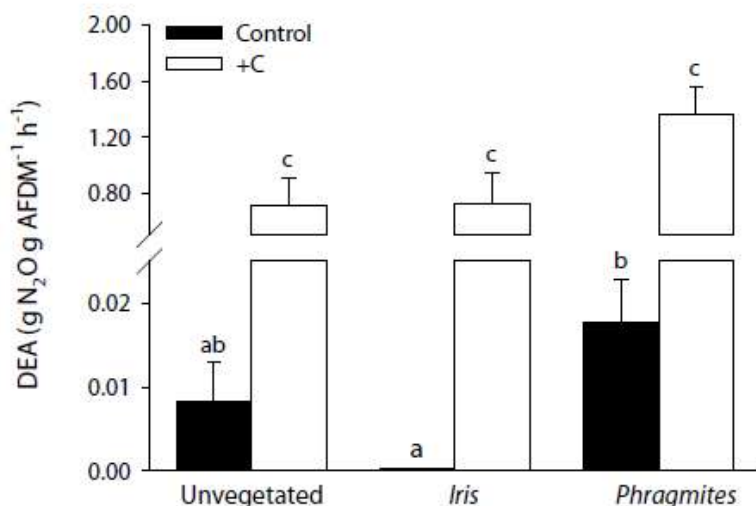 2.00
Control
+C
1.60
1.20
0.80
0.02
0.01
0.00
DEA (g N₂O g AFDM⁻¹ h⁻¹)
c
c
c
ab
a
b
Unvegetated
Iris
Phragmites